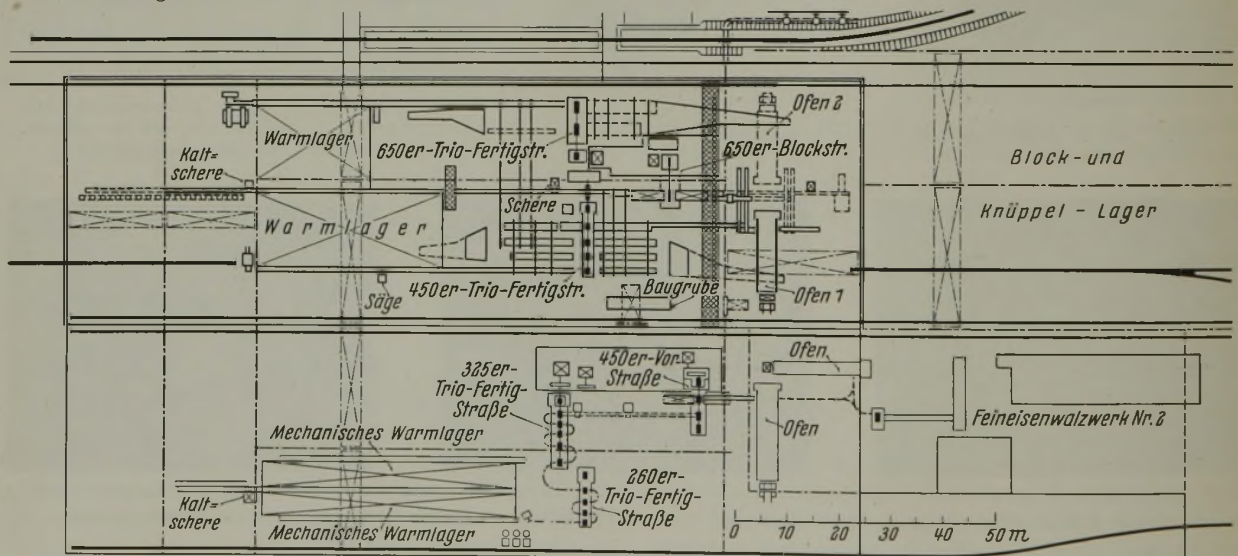 Ofen 2
Warmlager
650er-Trio-Fertigstr.
650er-Blockstr.
Kalt=
schere
Block- und
Schere
Knüppel - Lager
Warmlager
450er-Trio-Fertigstr.
Baugrube
Säge
Ofen 1
325er-
Trio-Fertig-
Straße
450er-Vor.
Straße
Ofen
Ofen
Feineisenwalzwerk Nr. 2
Mechanisches Warmlager
260er-
Trio-Fertig-
Straße
Kalt=
schere
Mechanisches Warmlager
0 10 20 30 40 50 m